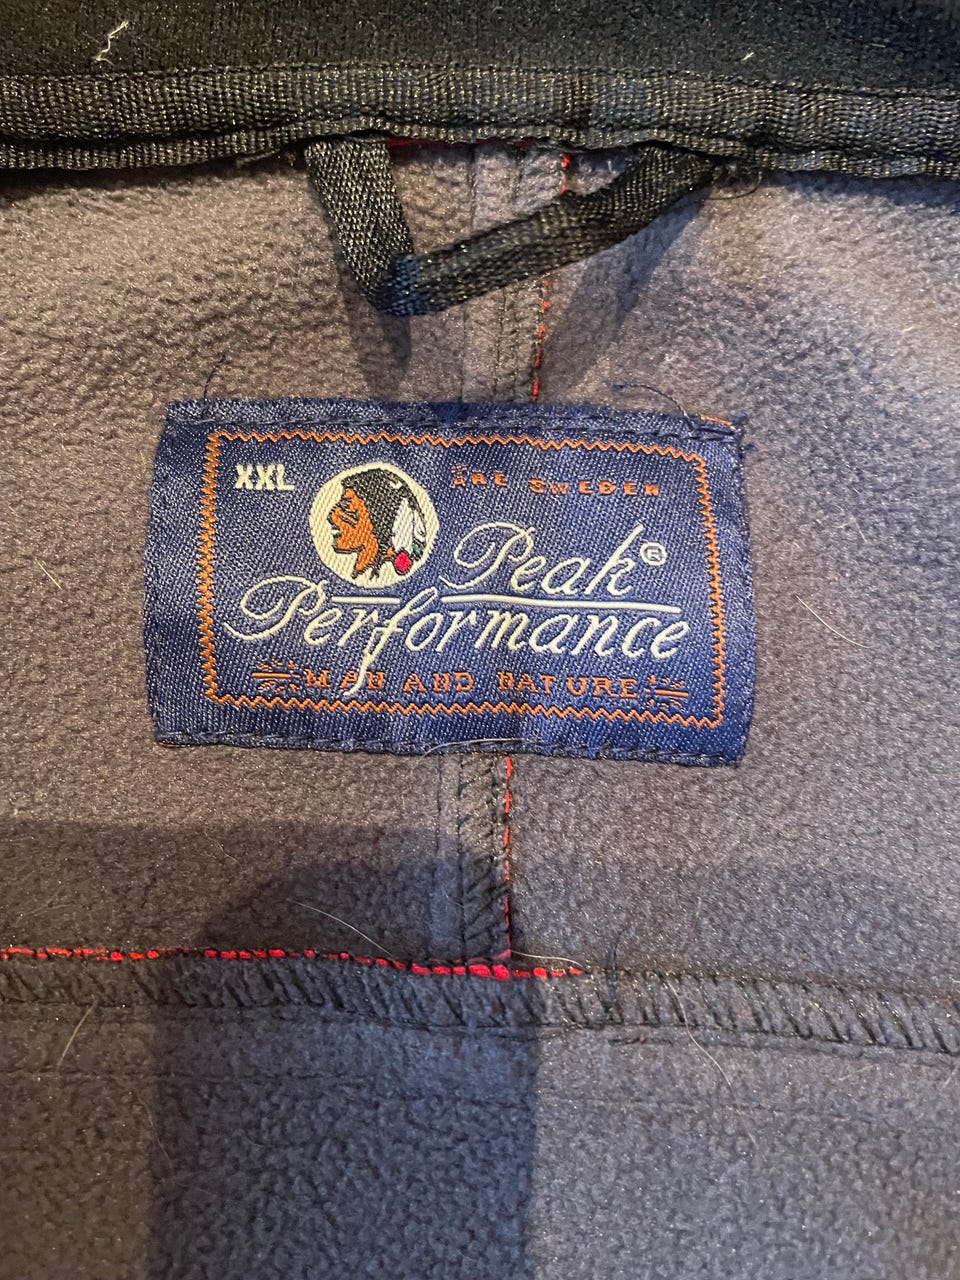 XXL
ÅRE SWEDEN
Peak®
Performance
MAN AND NATURE